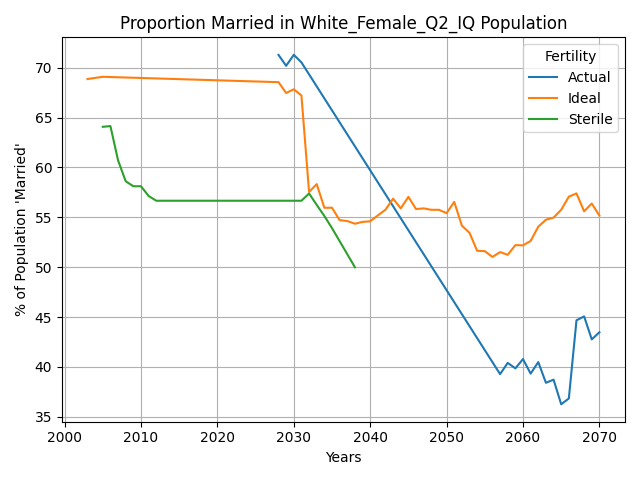 Proportion Married in White_Female_Q2_IQ Population
% of Population 'Married'
70
65
60
55
50
45
40
35
2000 2010 2020 2030 2040 2050 2060 2070
Years
Fertility
Actual
Ideal
Sterile